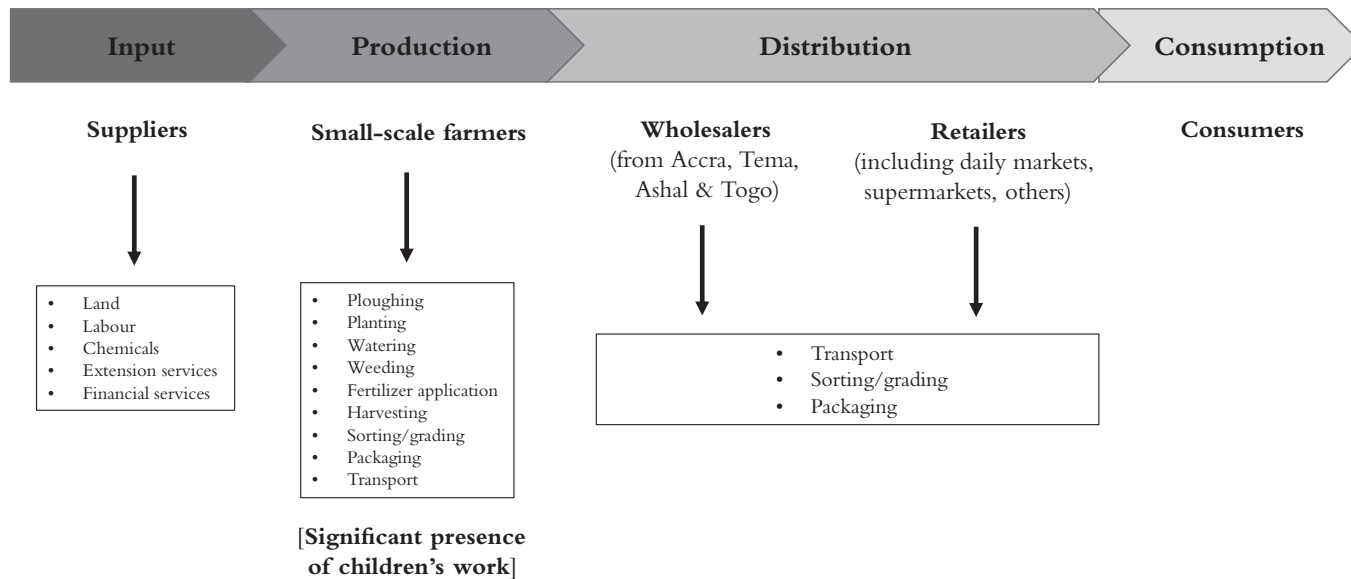 Input
Production
Distribution
Consumption
Suppliers
Small-scale farmers
Wholesalers
(from Accra, Tema,
Ashal & Togo)
Retailers
(including daily markets,
supermarkets, others)
Consumers
• Land
• Labour
• Chemicals
• Extension services
• Financial services
• Ploughing
• Planting
• Watering
• Weeding
• Fertilizer application
• Harvesting
• Sorting/grading
• Packaging
• Transport
• Transport
• Sorting/grading
• Packaging
[Significant presence
of children’s work]